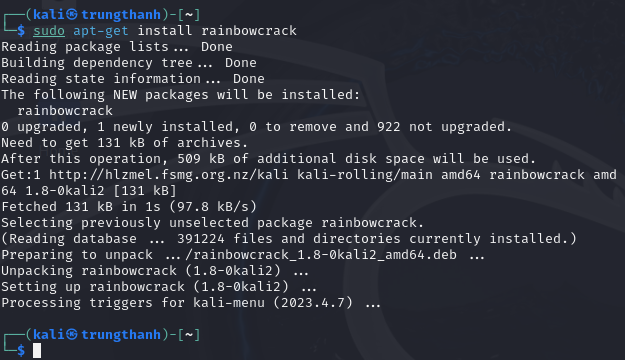 ┌──(kali㉿trungthanh)-[~]
└─$ sudo apt-get install rainbowcrack
Reading package lists... Done
Building dependency tree... Done
Reading state information... Done
The following NEW packages will be installed:
  rainbowcrack
0 upgraded, 1 newly installed, 0 to remove and 922 not upgraded.
Need to get 131 kB of archives.
After this operation, 509 kB of additional disk space will be used.
Get:1 http://hlzmel.fsmg.org.nz/kali kali-rolling/main amd64 rainbowcrack amd
64 1.8-0kali2 [131 kB]
Fetched 131 kB in 1s (97.8 kB/s)
Selecting previously unselected package rainbowcrack.
(Reading database ... 391224 files and directories currently installed.)
Preparing to unpack .../rainbowcrack_1.8-0kali2_amd64.deb ...
Unpacking rainbowcrack (1.8-0kali2) ...
Setting up rainbowcrack (1.8-0kali2) ...
Processing triggers for kali-menu (2023.4.7) ...
┌──(kali㉿trungthanh)-[~]
└─$